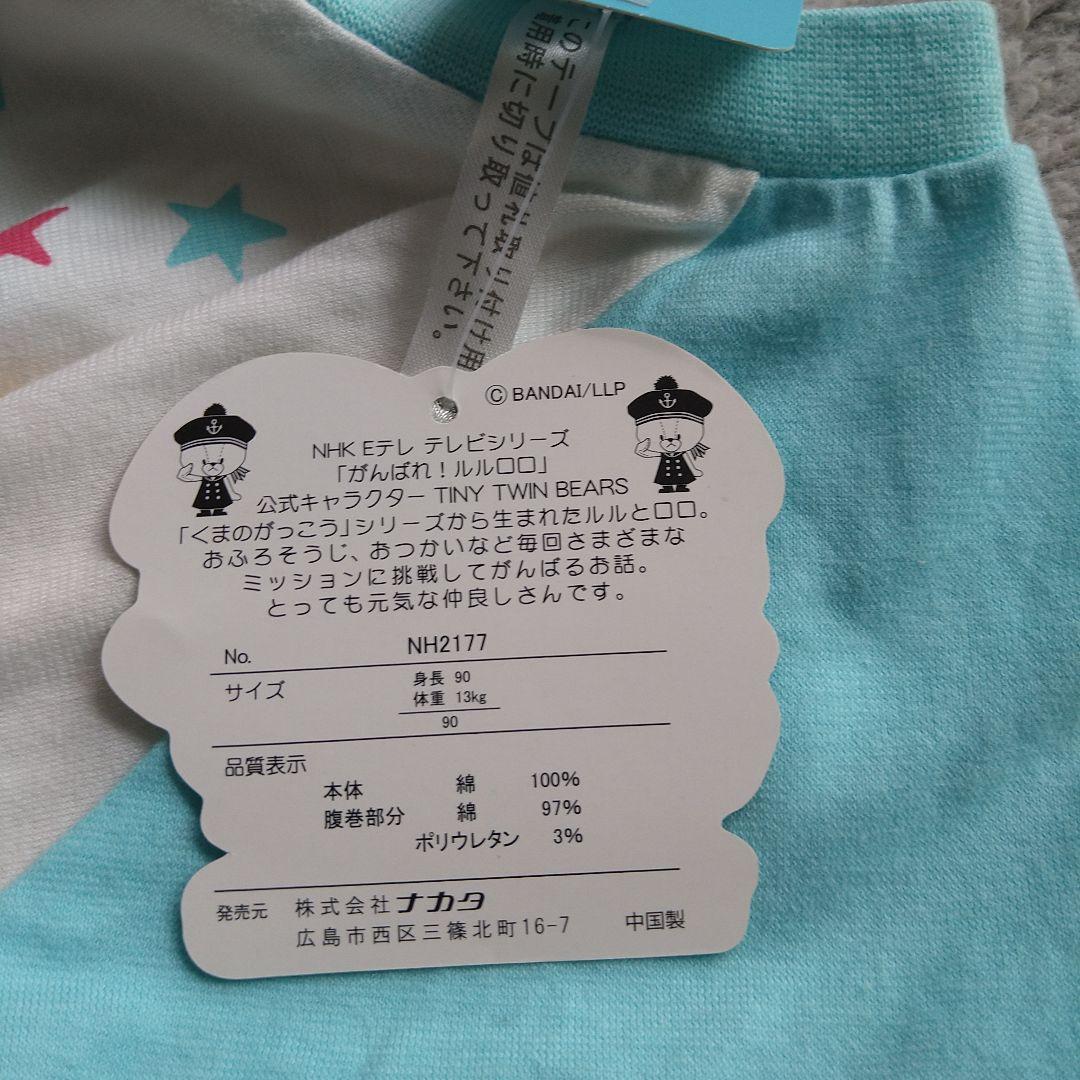 このテープは値札取り付け用
着用時に切り取って下さい。
Ⓒ BANDAI/LLP
NHK Eテレ テレビシリーズ
「がんばれ！ルルロロ」
公式キャラクター TINY TWIN BEARS
「くまのがっこう」シリーズから生まれたルルとロロ。
おふろそうじ、おつかいなど毎回さまざまな
ミッションに挑戦してがんばるお話。
とっても元気な仲良しさんです。
No. NH2177
サイズ 身長 90
体重 13kg
90
品質表示
本体 綿 100%
腹巻部分 綿 97%
ポリウレタン 3%
発売元 株式会社ナカタ
広島市西区三篠北町16-7 中国製